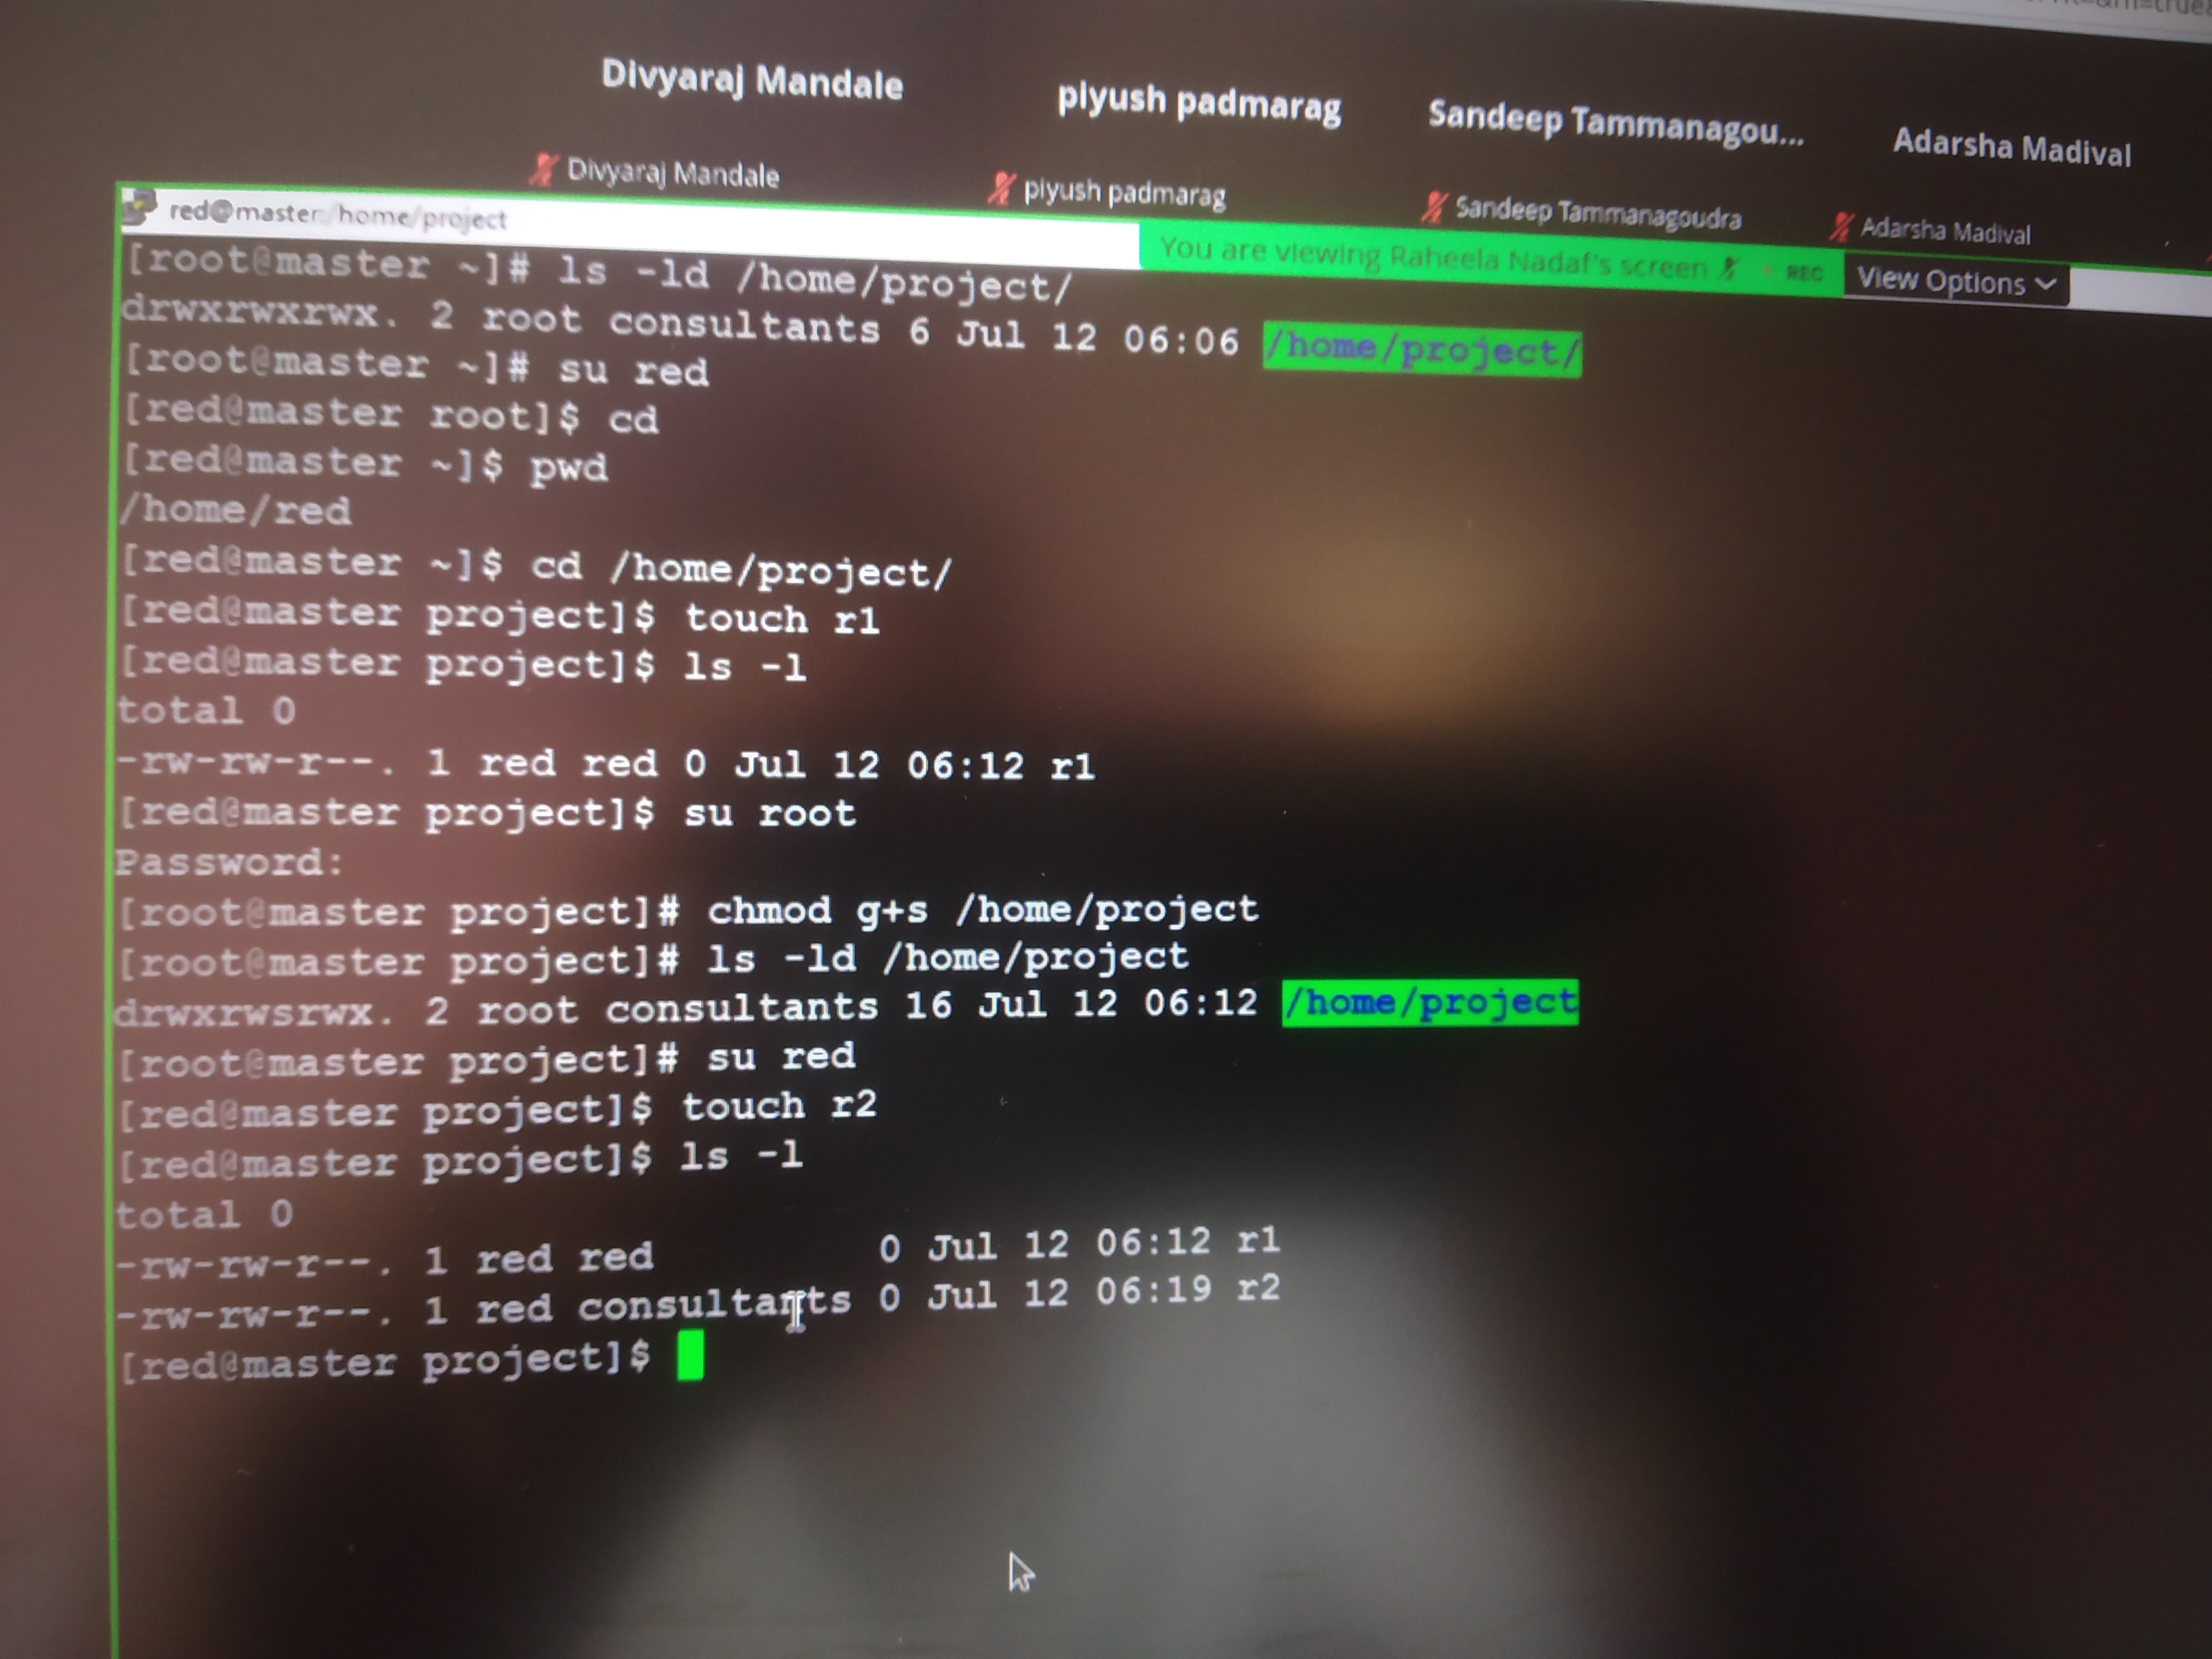 Divyaraj Mandale
piyush padmarag
Sandeep Tammanagou...
Adarsha Madival
Divyaraj Mandale
piyush padmarag
Sandeep Tammanagoudra
Adarsha Madival
red@master:/home/project
You are viewing Raheela Nadaf's screen
REC
View Options
[root@master ~]# ls -ld /home/project/
drwxrwxrwx. 2 root consultants 6 Jul 12 06:06 /home/project/
[root@master ~]# su red
[red@master root]$ cd
[red@master ~]$ pwd
/home/red
[red@master ~]$ cd /home/project/
[red@master project]$ touch r1
[red@master project]$ ls -l
total 0
-rw-rw-r--. 1 red red 0 Jul 12 06:12 r1
[red@master project]$ su root
Password:
[root@master project]# chmod g+s /home/project
[root@master project]# ls -ld /home/project
drwxrwsrwx. 2 root consultants 16 Jul 12 06:12 /home/project
[root@master project]# su red
[red@master project]$ touch r2
[red@master project]$ ls -l
total 0
-rw-rw-r--. 1 red red 0 Jul 12 06:12 r1
-rw-rw-r--. 1 red consultants 0 Jul 12 06:19 r2
[red@master project]$